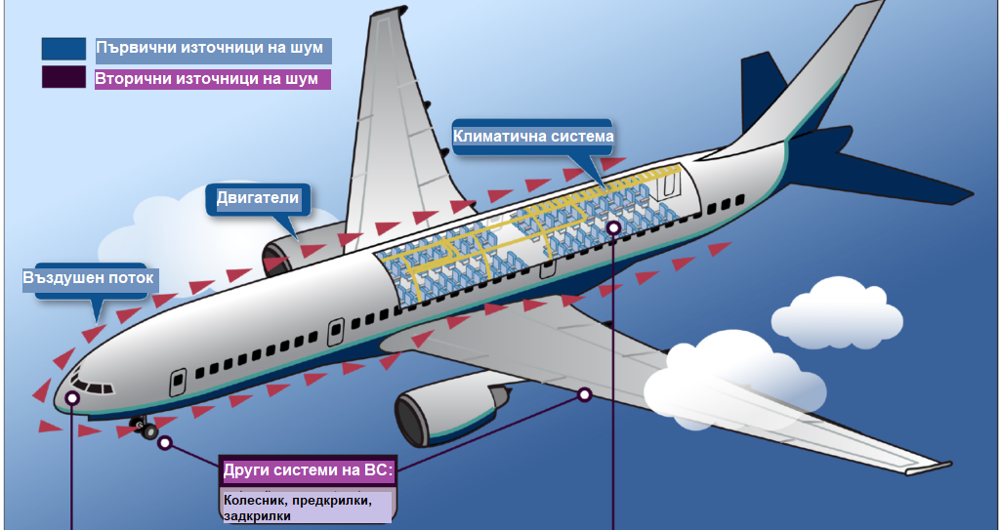 Първични източници на шум
Вторични източници на шум
Климатична система
Двигатели
Въздушен поток
Други системи на ВС:
Колесник, предкрилки,
задкрилки